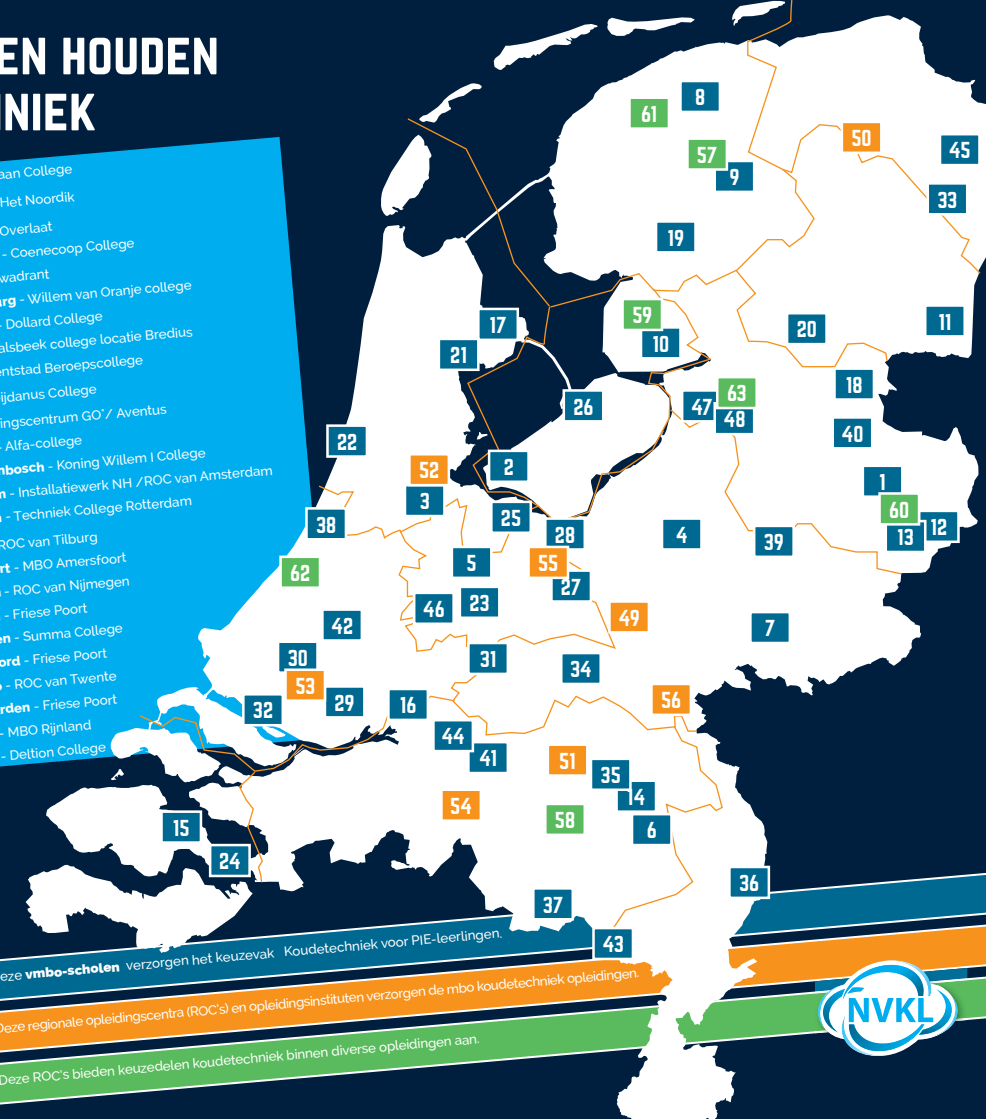 EN HOUDEN
NIEK
aan College
Het Noordik
Overlaat
- Coenecoop College
wadrant
urg - Willem van Oranje college
- Dollard College
alsbeek college locatie Bredius
entstad Beroepscollege
eijdanus College
ingscentrum GO°/ Aventus
- Alfa-college
nbosch - Koning Willem I College
n - Installatiewerk NH /ROC van Amsterdam
- Techniek College Rotterdam
ROC van Tilburg
rt - MBO Amersfoort
- ROC van Nijmegen
- Friese Poort
en - Summa College
ord - Friese Poort
o - ROC van Twente
rden - Friese Poort
- MBO Rijnland
- Deltion College
8
61
50
45
57
9
33
19
59
17
10
20
11
21
18
63
26
47
48
40
22
52
2
1
3
60
25
38
12
28
4
39
13
5
55
62
27
46
23
49
42
7
30
31
34
53
29
56
32
16
44
41
51
35
14
54
58
6
15
24
36
37
43
eze vmbo-scholen verzorgen het keuzevak Koudetechniek voor PIE-leerlingen.
Deze regionale opleidingscentra (ROC's) en opleidingsinstituten verzorgen de mbo koudetechniek opleidingen.
Deze ROC's bieden keuzedelen koudetechniek binnen diverse opleidingen aan.
NVKL